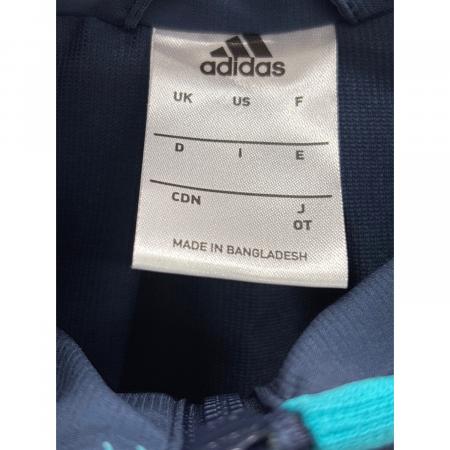 adidas
UK US F
D I E
CDN J
OT
MADE IN BANGLADESH